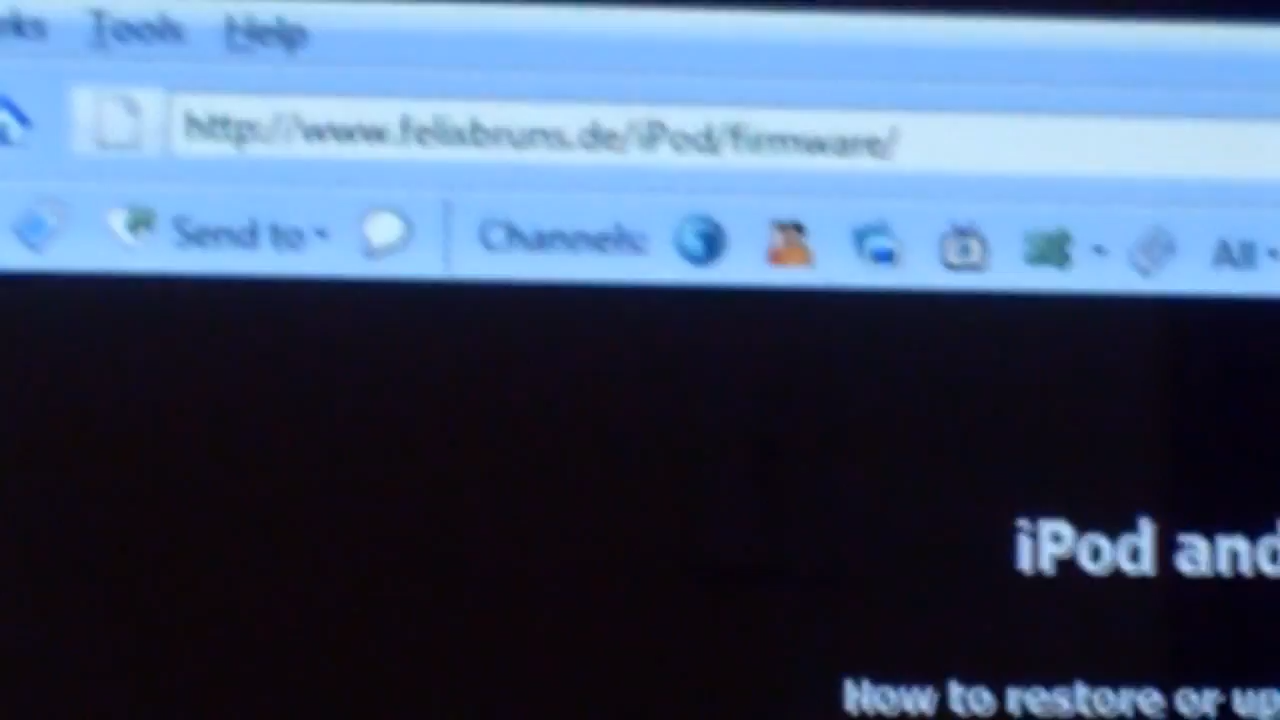 Tools Help
http://www.felixbruns.de/iPod/firmware/
Send to Channels: All
iPod and
How to restore or up